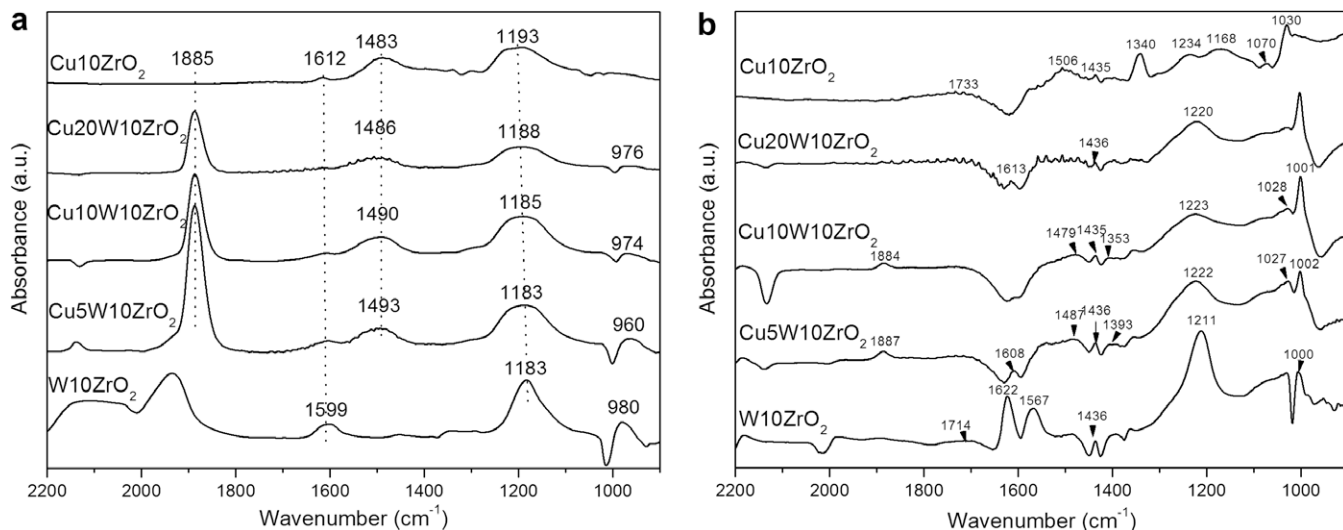 a
1885
1612
1483
1193
Cu10ZrO₂
Cu20W10ZrO₂
1486
1188
976
Cu10W10ZrO₂
1490
1185
974
Cu5W10ZrO₂
1493
1183
960
W10ZrO₂
1599
1183
980
Absorbance (a.u.)
2200 2000 1800 1600 1400 1200 1000
Wavenumber (cm⁻¹)
b
Cu10ZrO₂
1733
1506
1435
1340
1234
1168
1070
1030
Cu20W10ZrO₂
1613
1436
1220
1001
Cu10W10ZrO₂
1884
1479
1435
1353
1223
1028
Cu5W10ZrO₂
1887
1608
1487
1436
1393
1222
1027
1002
W10ZrO₂
1714
1622
1567
1436
1211
1000
Absorbance (a.u.)
2200 2000 1800 1600 1400 1200 1000
Wavenumber (cm⁻¹)